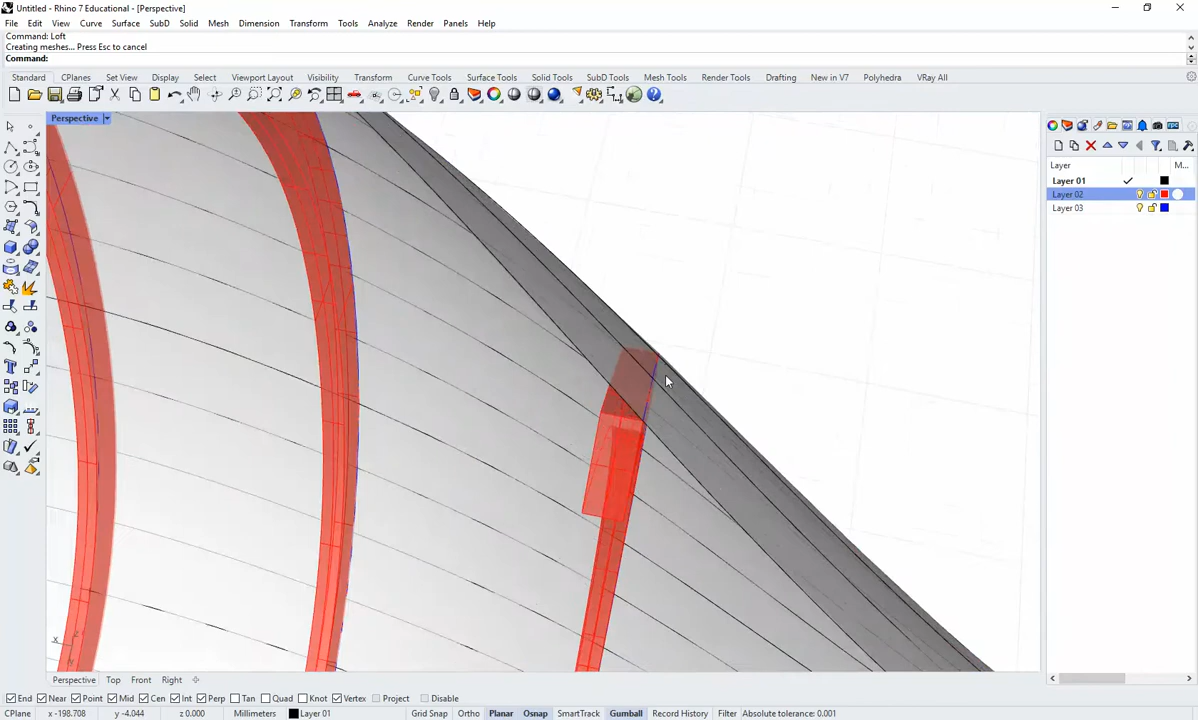 Untitled - Rhino 7 Educational - [Perspective]
File Edit View Curve Surface SubD Solid Mesh Dimension Transform Tools Analyze Render Panels Help
Command: Loft
Creating meshes... Press Esc to cancel
Command:
Standard CPlanes Set View Display Select Viewport Layout Visibility Transform Curve Tools Surface Tools Solid Tools SubD Tools Mesh Tools Render Tools Drafting New in V7 Polyhedra VRay All
Perspective
Layer M...
Layer 01
Layer 02
Layer 03
Perspective Top Front Right
End Near Point Mid Cen Int Perp Tan Quad Knot Vertex Project Disable
CPlane x -198.708 y -4.044 z 0.000 Millimeters Layer 01 Grid Snap Ortho Planar Osnap SmartTrack Gumball Record History Filter Absolute tolerance: 0.001